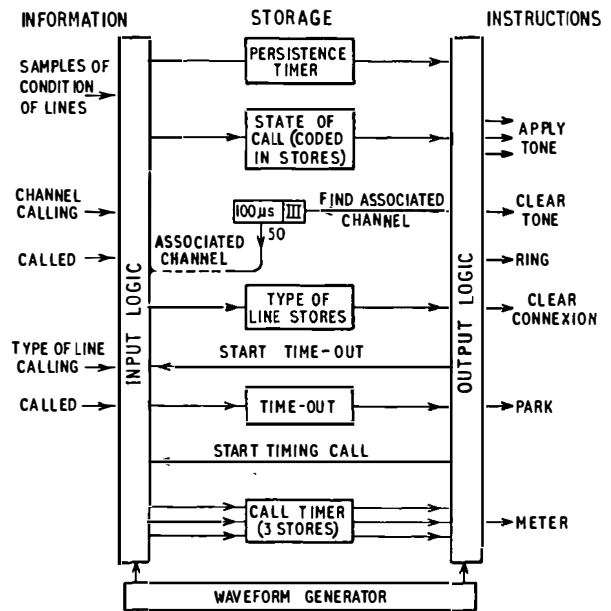 INFORMATION
STORAGE
INSTRUCTIONS
SAMPLES OF
CONDITION
OF LINES
PERSISTENCE
TIMER
STATE OF
CALL (CODED
IN STORES)
APPLY
TONE
CHANNEL
CALLING
100µs
FIND ASSOCIATED
CHANNEL
CLEAR
TONE
50
ASSOCIATED
CHANNEL
CALLED
RING
INPUT LOGIC
OUTPUT LOGIC
TYPE OF
LINE STORES
CLEAR
CONNEXION
TYPE OF LINE
CALLING
START TIME-OUT
CALLED
TIME-OUT
PARK
START TIMING CALL
CALL TIMER
(3 STORES)
METER
WAVEFORM GENERATOR